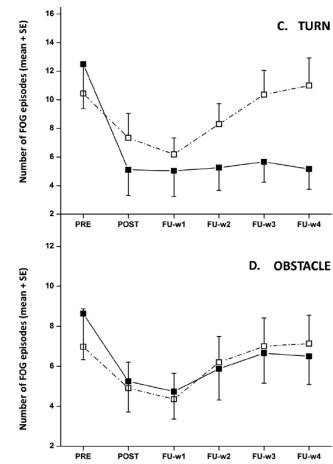 C. TURN
Number of FOG episodes (mean + SE)
16
14
12
10
8
6
4
2
PRE POST FU-w1 FU-w2 FU-w3 FU-w4
D. OBSTACLE
Number of FOG episodes (mean + SE)
12
10
8
6
4
2
PRE POST FU-w1 FU-w2 FU-w3 FU-w4